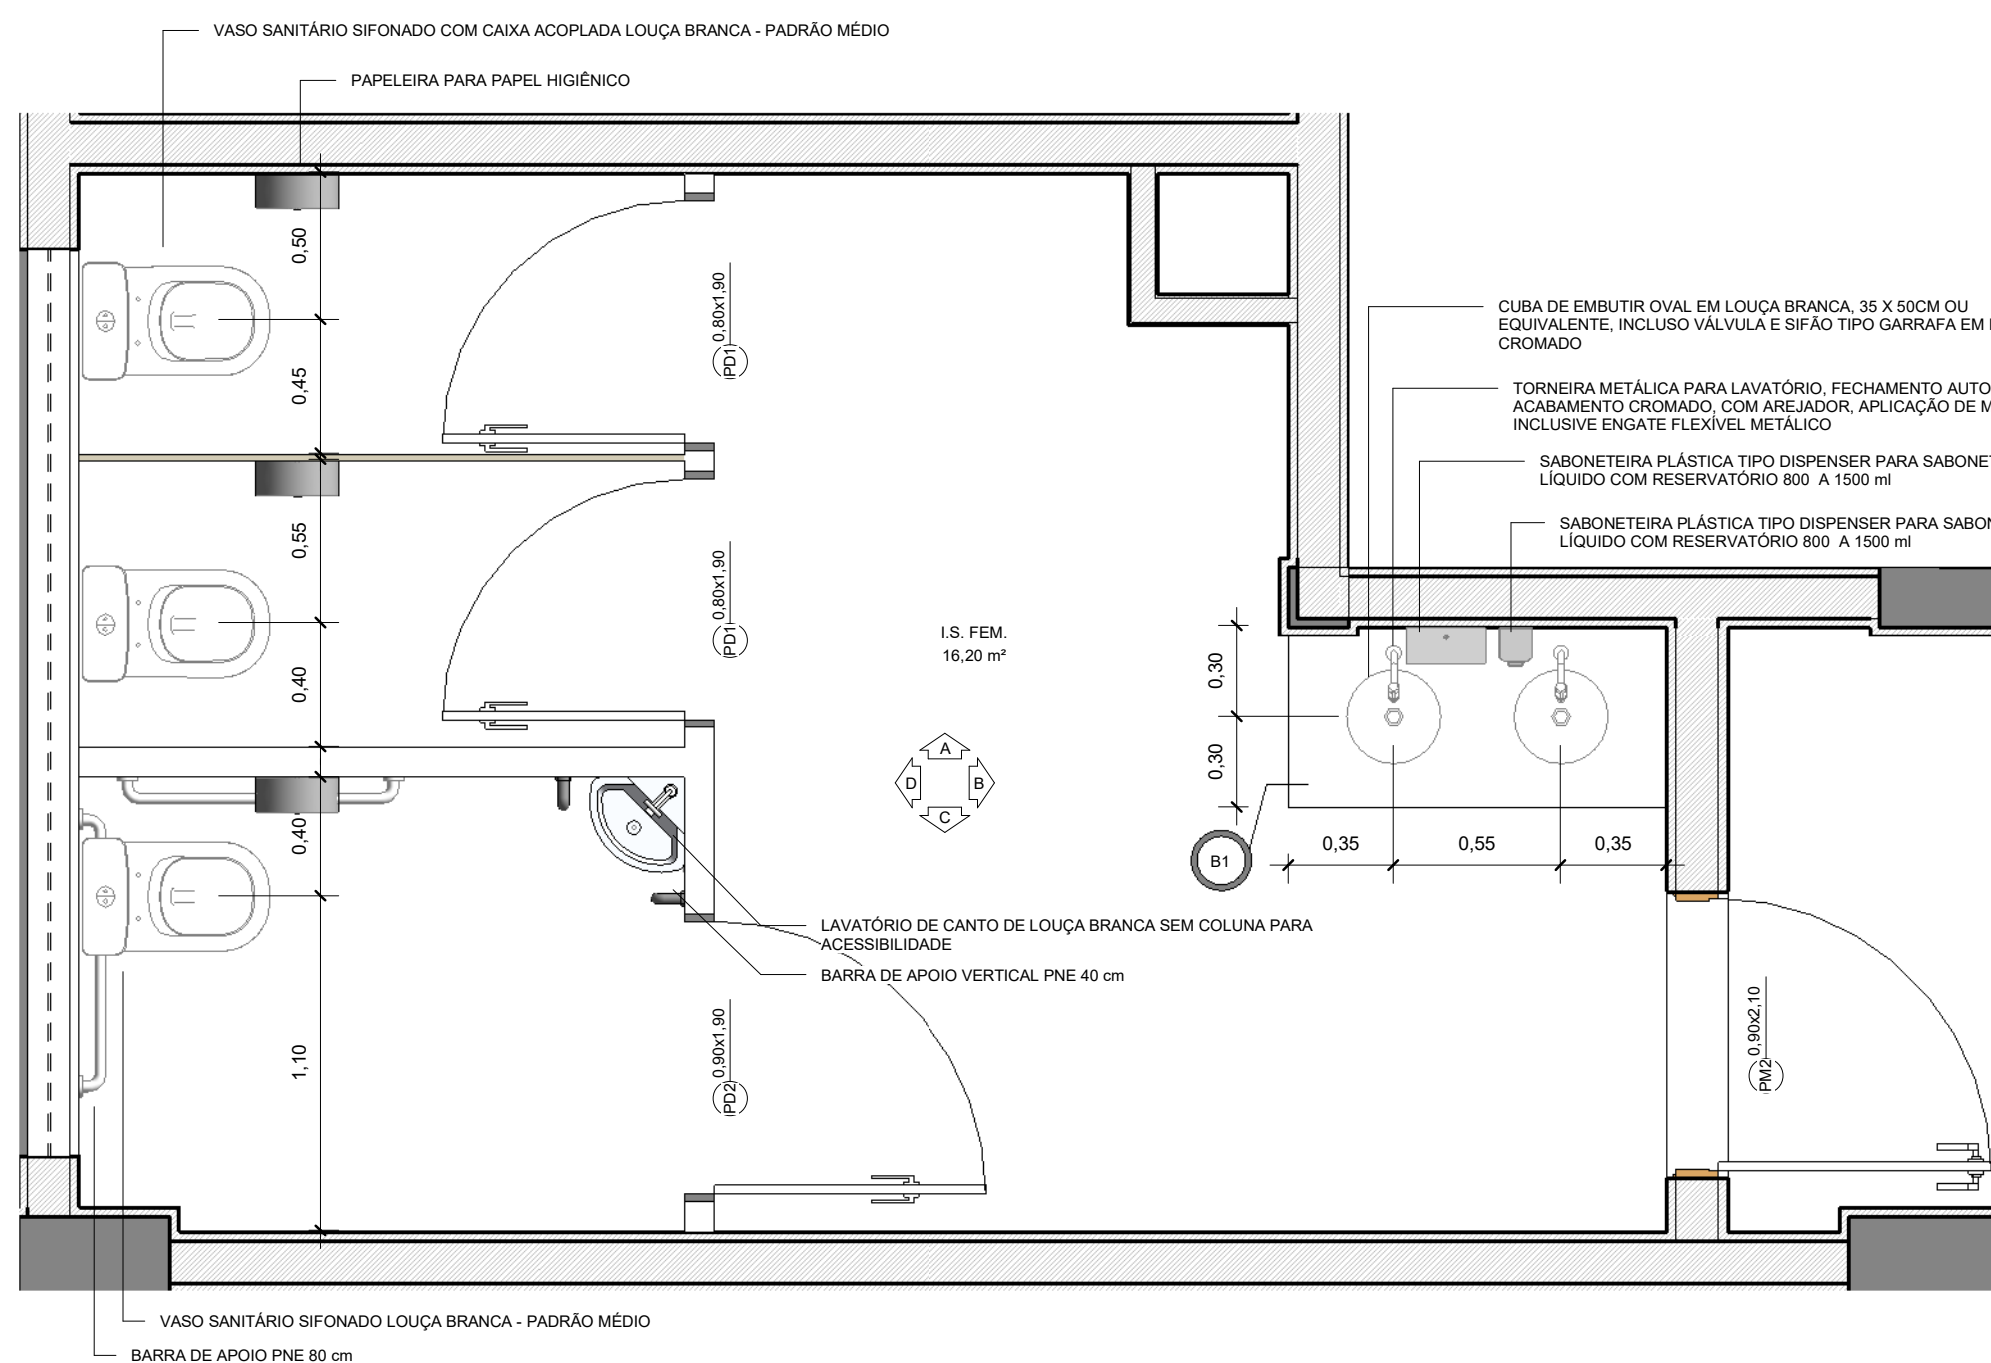 VASO SANITÁRIO SIFONADO COM CAIXA ACOPLADA LOUÇA BRANCA - PADRÃO MÉDIO
PAPELEIRA PARA PAPEL HIGIÊNICO
0,50
0,45
0,55
0,40
0,40
1,10
PD1 0,80x1,90
PD1 0,80x1,90
PD2 0,90x1,90
I.S. FEM.
16,20 m²
A
D
B
C
CUBA DE EMBUTIR OVAL EM LOUÇA BRANCA, 35 X 50CM OU
EQUIVALENTE, INCLUSO VÁLVULA E SIFÃO TIPO GARRAFA EM
CROMADO
TORNEIRA METÁLICA PARA LAVATÓRIO, FECHAMENTO AUTO
ACABAMENTO CROMADO, COM AREJADOR, APLICAÇÃO DE
INCLUSIVE ENGATE FLEXÍVEL METÁLICO
SABONETEIRA PLÁSTICA TIPO DISPENSER PARA SABONE
LÍQUIDO COM RESERVATÓRIO 800 A 1500 ml
SABONETEIRA PLÁSTICA TIPO DISPENSER PARA SABON
LÍQUIDO COM RESERVATÓRIO 800 A 1500 ml
0,30
0,30
0,35
0,55
0,35
B1
LAVATÓRIO DE CANTO DE LOUÇA BRANCA SEM COLUNA PARA
ACESSIBILIDADE
BARRA DE APOIO VERTICAL PNE 40 cm
PM2 0,90x2,10
VASO SANITÁRIO SIFONADO LOUÇA BRANCA - PADRÃO MÉDIO
BARRA DE APOIO PNE 80 cm